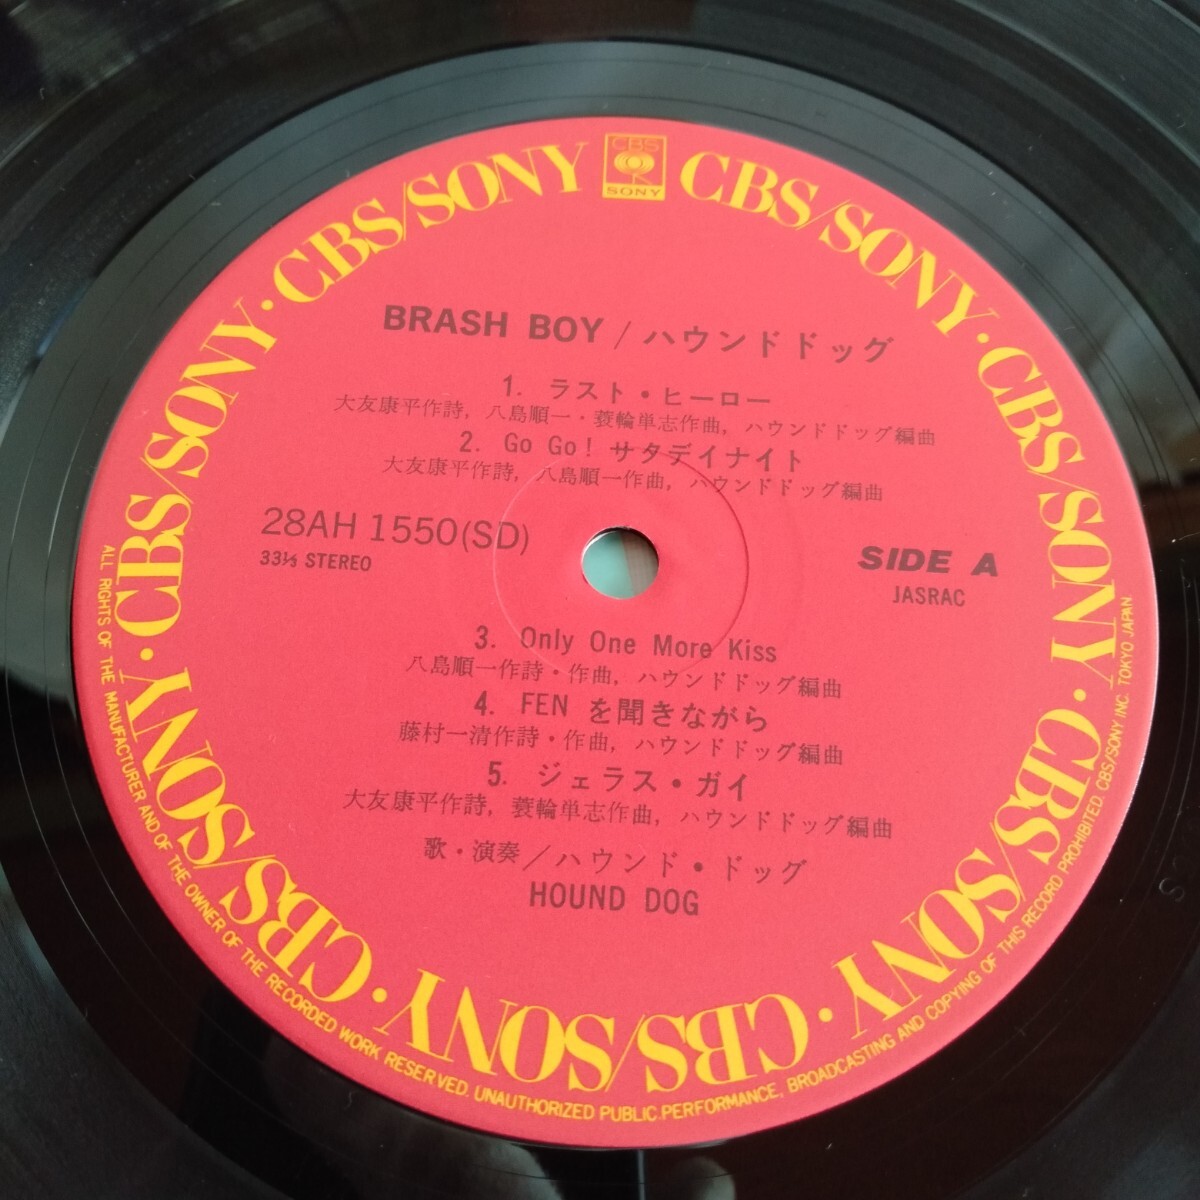 CBS
SONY
CBS/SONY · CBS/SONY · CBS/SONY · CBS/SONY · CBS/SONY · CBS/SONY · CBS/SONY · CBS/SONY
BRASH BOY / ハウンドドッグ
1. ラスト・ヒーロー
大友康平作詩, 八島順一・蓑輪単志作曲, ハウンドドッグ編曲
2. Go Go! サタデイナイト
大友康平作詩, 八島順一作曲, ハウンドドッグ編曲
28AH 1550(SD)
33⅓ STEREO
SIDE A
JASRAC
3. Only One More Kiss
八島順一作詩・作曲, ハウンドドッグ編曲
4. FEN を聞きながら
藤村一清作詩・作曲, ハウンドドッグ編曲
5. ジェラス・ガイ
大友康平作詩, 蓑輪単志作曲, ハウンドドッグ編曲
歌・演奏/ハウンド・ドッグ
HOUND DOG
ALL RIGHTS OF THE MANUFACTURER AND OF THE OWNER OF THE RECORDED WORK RESERVED. UNAUTHORIZED PUBLIC PERFORMANCE, BROADCASTING AND COPYING OF THIS RECORD PROHIBITED CBS/SONY INC. TOKYO JAPAN